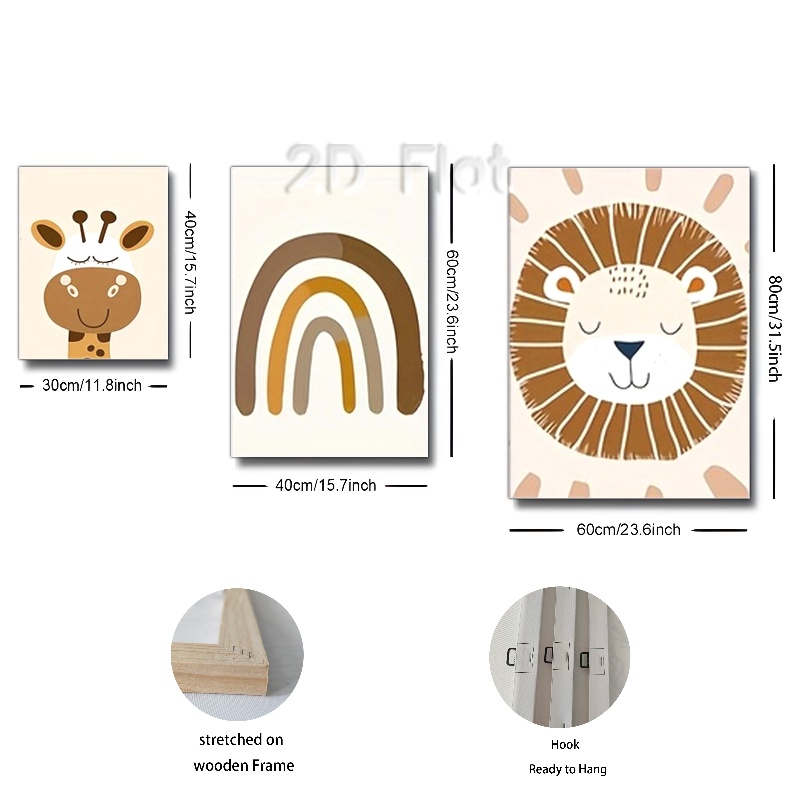 2D Flat
40cm/15.7inch
30cm/11.8inch
60cm/23.6inch
40cm/15.7inch
80cm/31.5inch
60cm/23.6inch
stretched on
wooden Frame
Hook
Ready to Hang